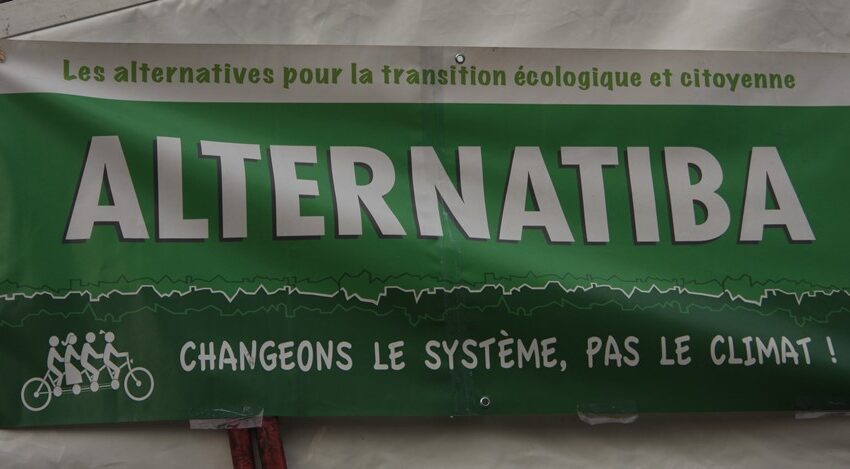 Les alternatives pour la transition écologique et citoyenne
ALTERNATIBA
CHANGEONS LE SYSTÈME, PAS LE CLIMAT !